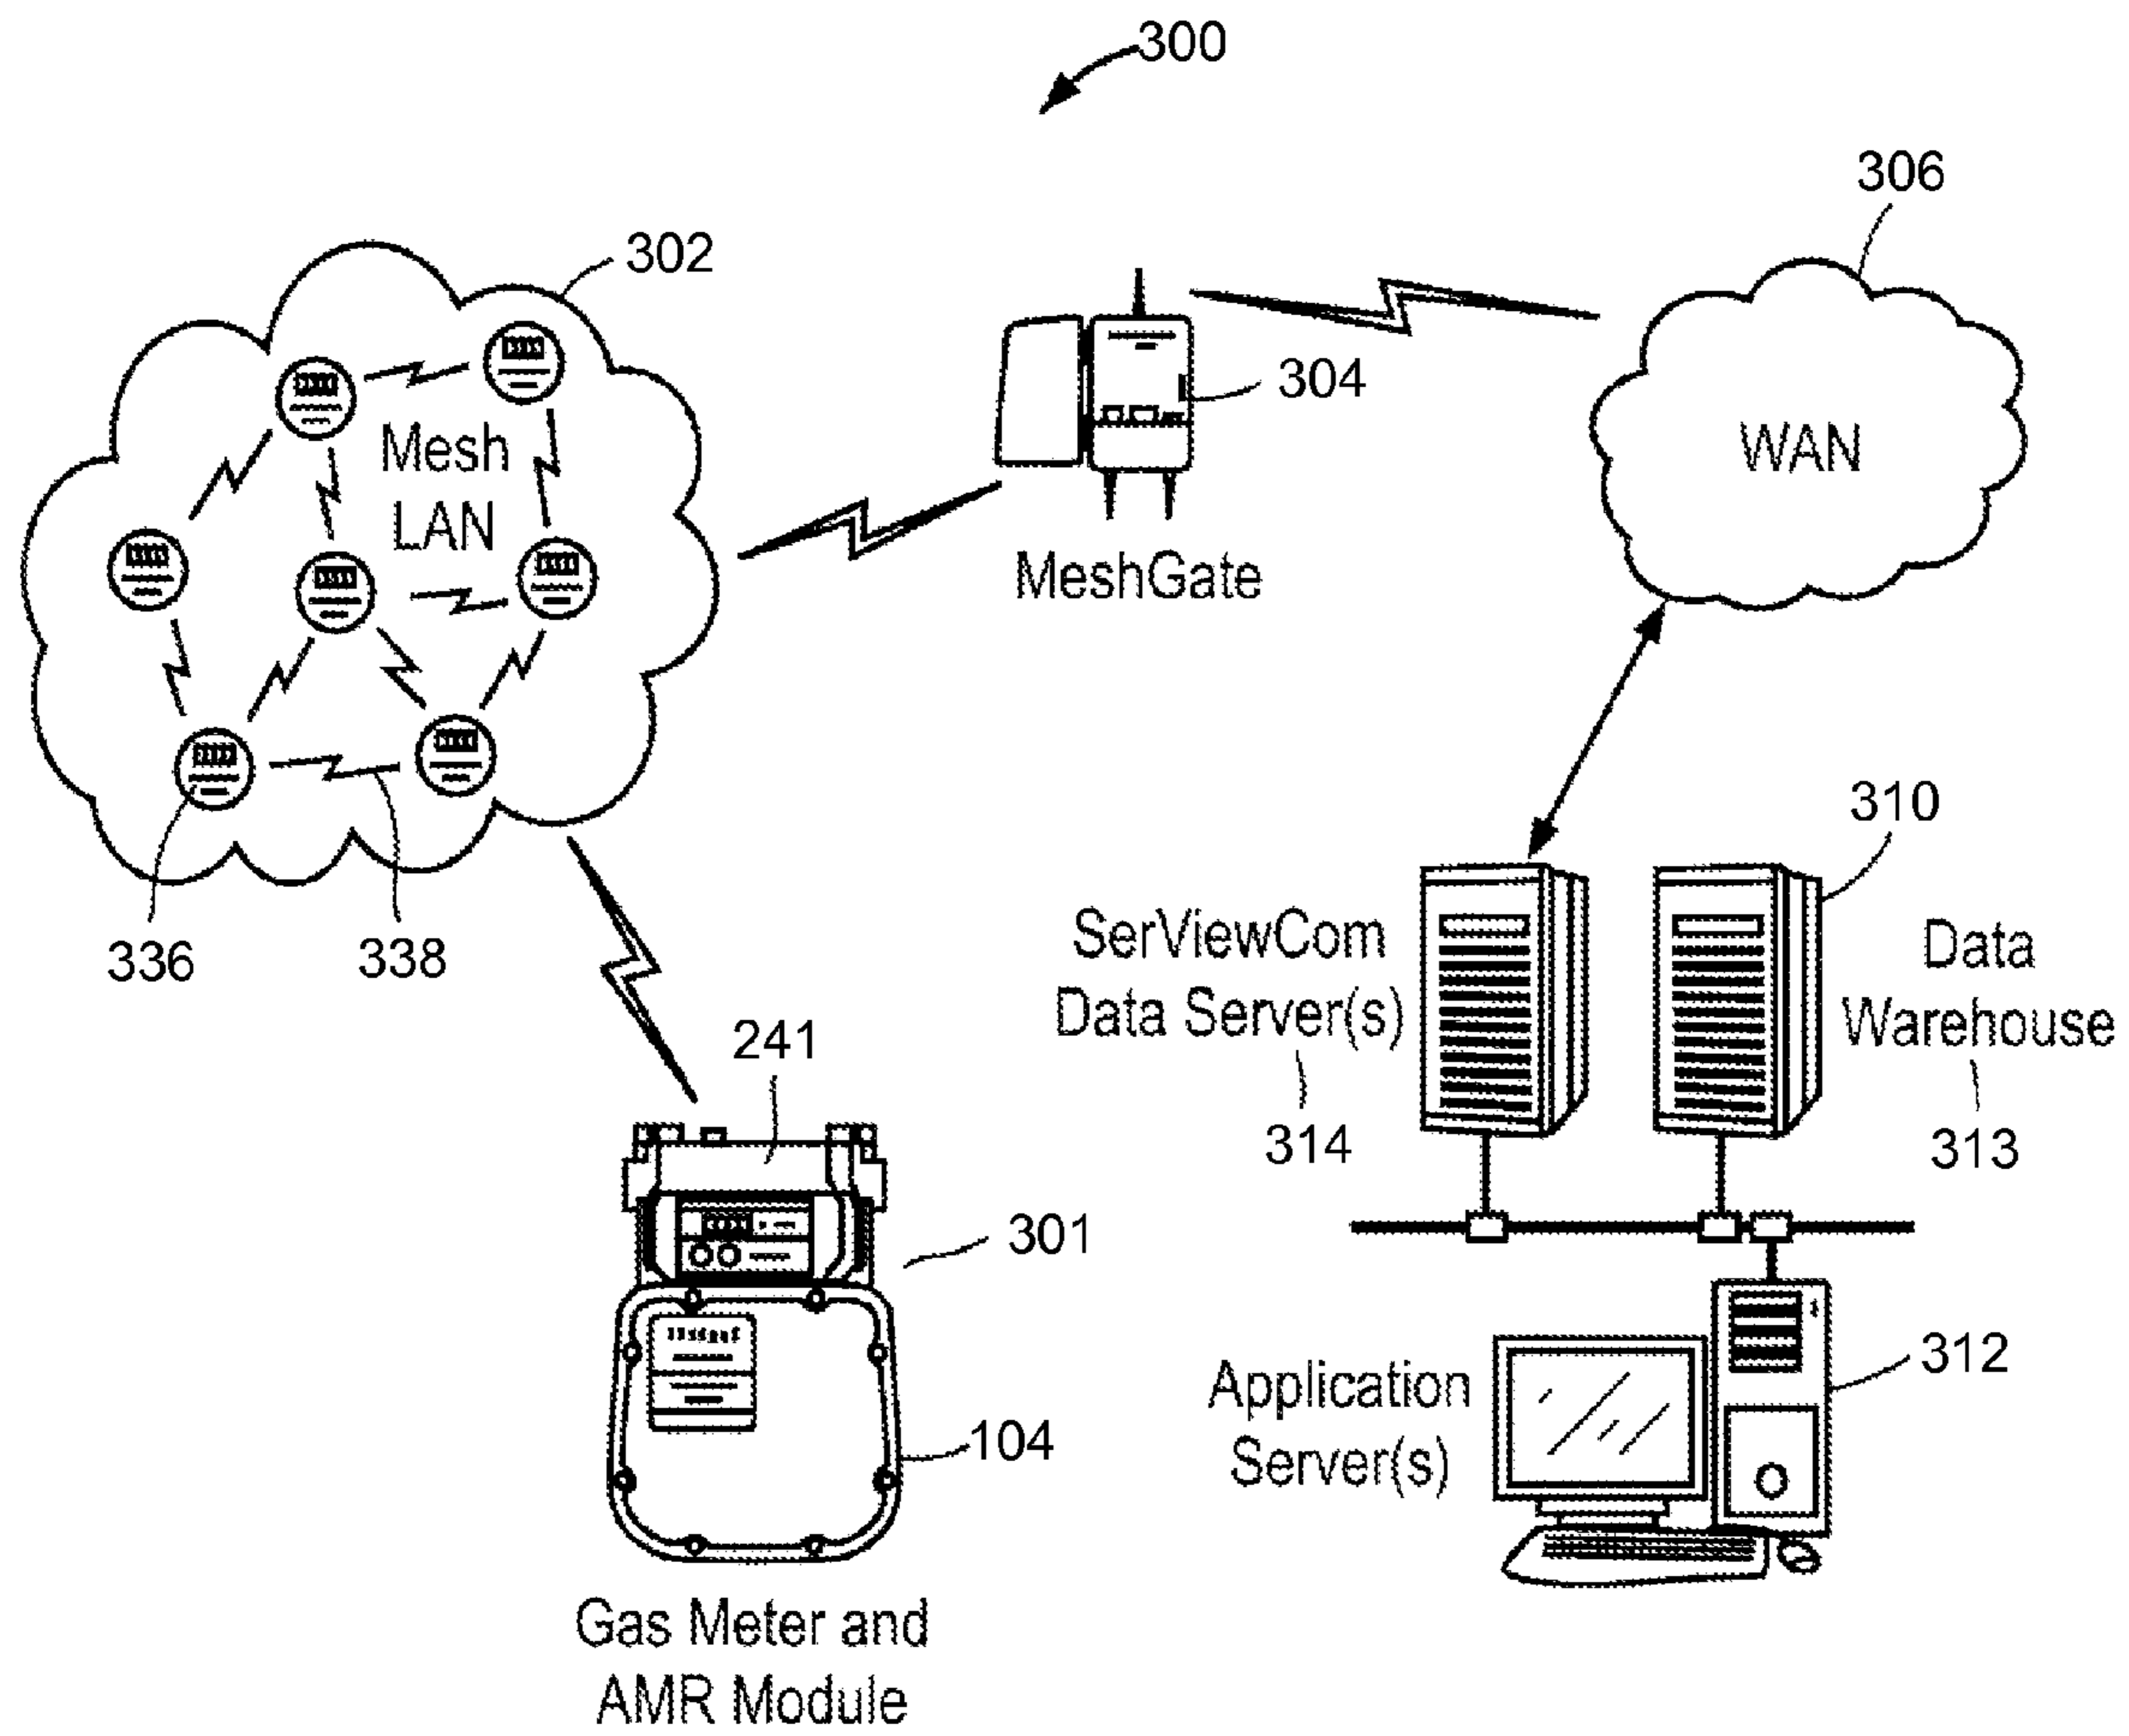 300
306
302
304
Mesh
LAN
WAN
MeshGate
310
336
338
SerViewCom
Data Server(s)
314
Data
Warehouse
313
241
301
312
Application
Server(s)
104
Gas Meter and
AMR Module